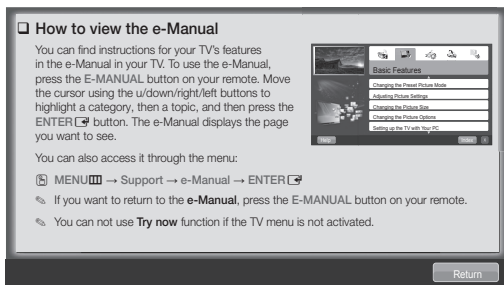 How to view the e-Manual
You can find instructions for your TV's features
in the e-Manual in your TV. To use the e-Manual,
press the E-MANUAL button on your remote. Move
the cursor using the u/down/right/left buttons to
highlight a category, then a topic, and then press the
ENTER button. The e-Manual displays the page
you want to see.
Basic Features
Changing the Preset Picture Mode
Adjusting Picture Settings
Changing the Picture Size
Changing the Picture Options
Setting up the TV with Your PC
Help
Index
You can also access it through the menu:
MENU → Support → e-Manual → ENTER
If you want to return to the e-Manual, press the E-MANUAL button on your remote.
You can not use Try now function if the TV menu is not activated.
Return